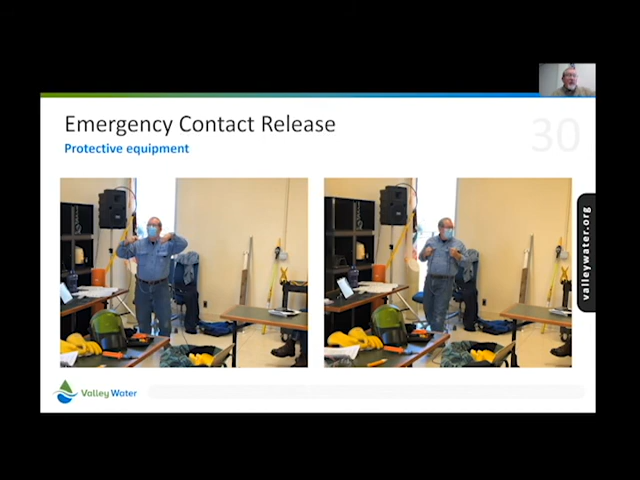 Emergency Contact Release
Protective equipment
30
valleywater.org
Valley Water